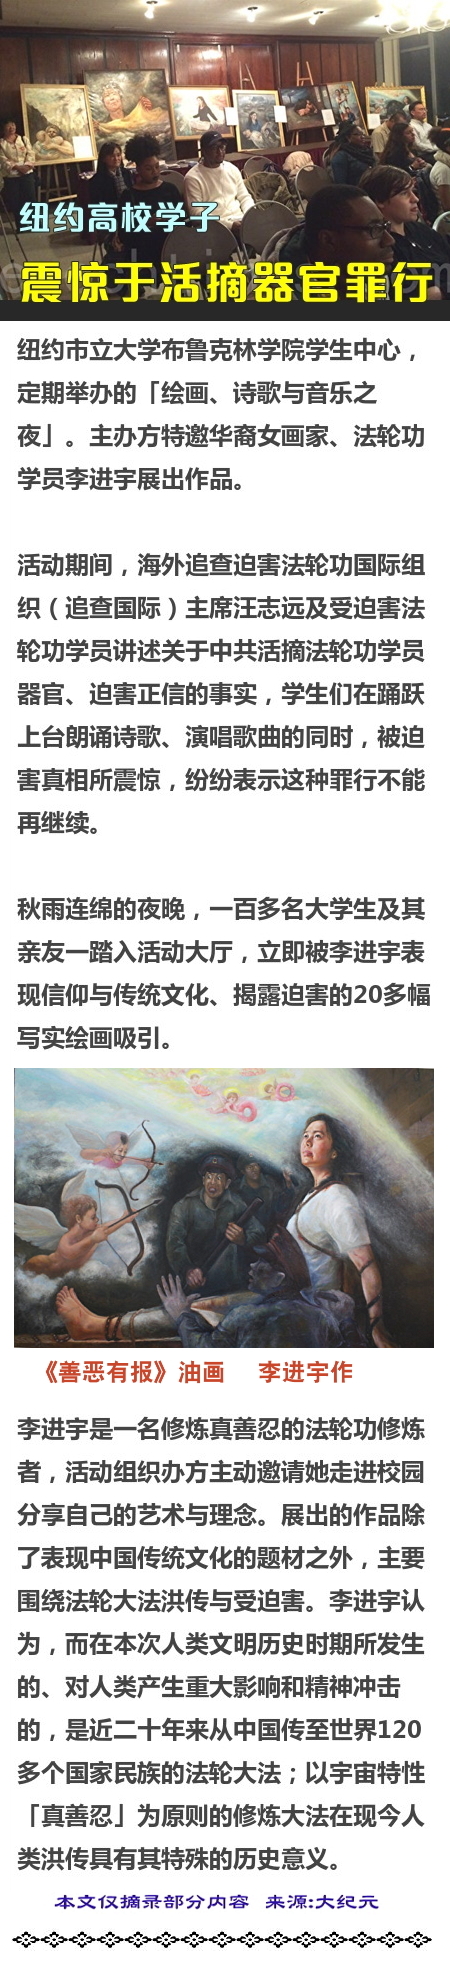 纽约高校学子
震惊于活摘器官罪行
纽约市立大学布鲁克林学院学生中心，
定期举办的「绘画、诗歌与音乐之
夜」。主办方特邀华裔女画家、法轮功
学员李进宇展出作品。
活动期间，海外追查迫害法轮功国际组
织（追查国际）主席汪志远及受迫害法
轮功学员讲述关于中共活摘法轮功学员
器官、迫害正信的事实，学生们在踊跃
上台朗诵诗歌、演唱歌曲的同时，被迫
害真相所震惊，纷纷表示这种罪行不能
再继续。
秋雨连绵的夜晚，一百多名大学生及其
亲友一踏入活动大厅，立即被李进宇表
现信仰与传统文化、揭露迫害的20多幅
写实绘画吸引。
《善恶有报》油画　李进宇作
李进宇是一名修炼真善忍的法轮功修炼
者，活动组织办方主动邀请她走进校园
分享自己的艺术与理念。展出的作品除
了表现中国传统文化的题材之外，主要
围绕法轮大法洪传与受迫害。李进宇认
为，而在本次人类文明历史时期所发生
的、对人类产生重大影响和精神冲击
的，是近二十年来从中国传至世界120
多个国家民族的法轮大法；以宇宙特性
「真善忍」为原则的修炼大法在现今人
类洪传具有其特殊的历史意义。
本文仅摘录部分内容　来源:大纪元